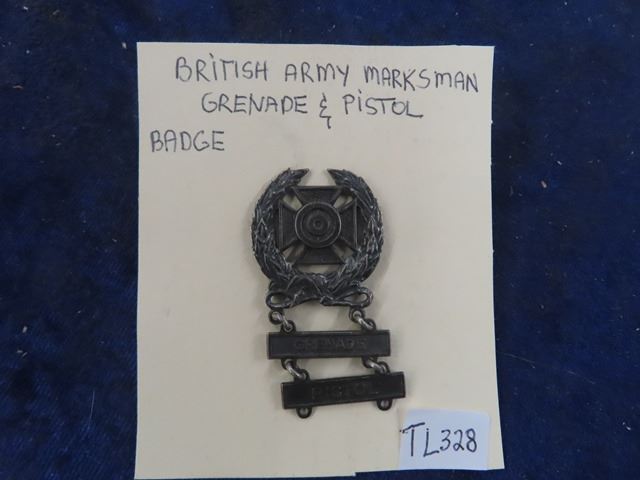 BRITISH ARMY MARKSMAN
GRENADE & PISTOL
BADGE
GRENADE
PISTOL
TL328